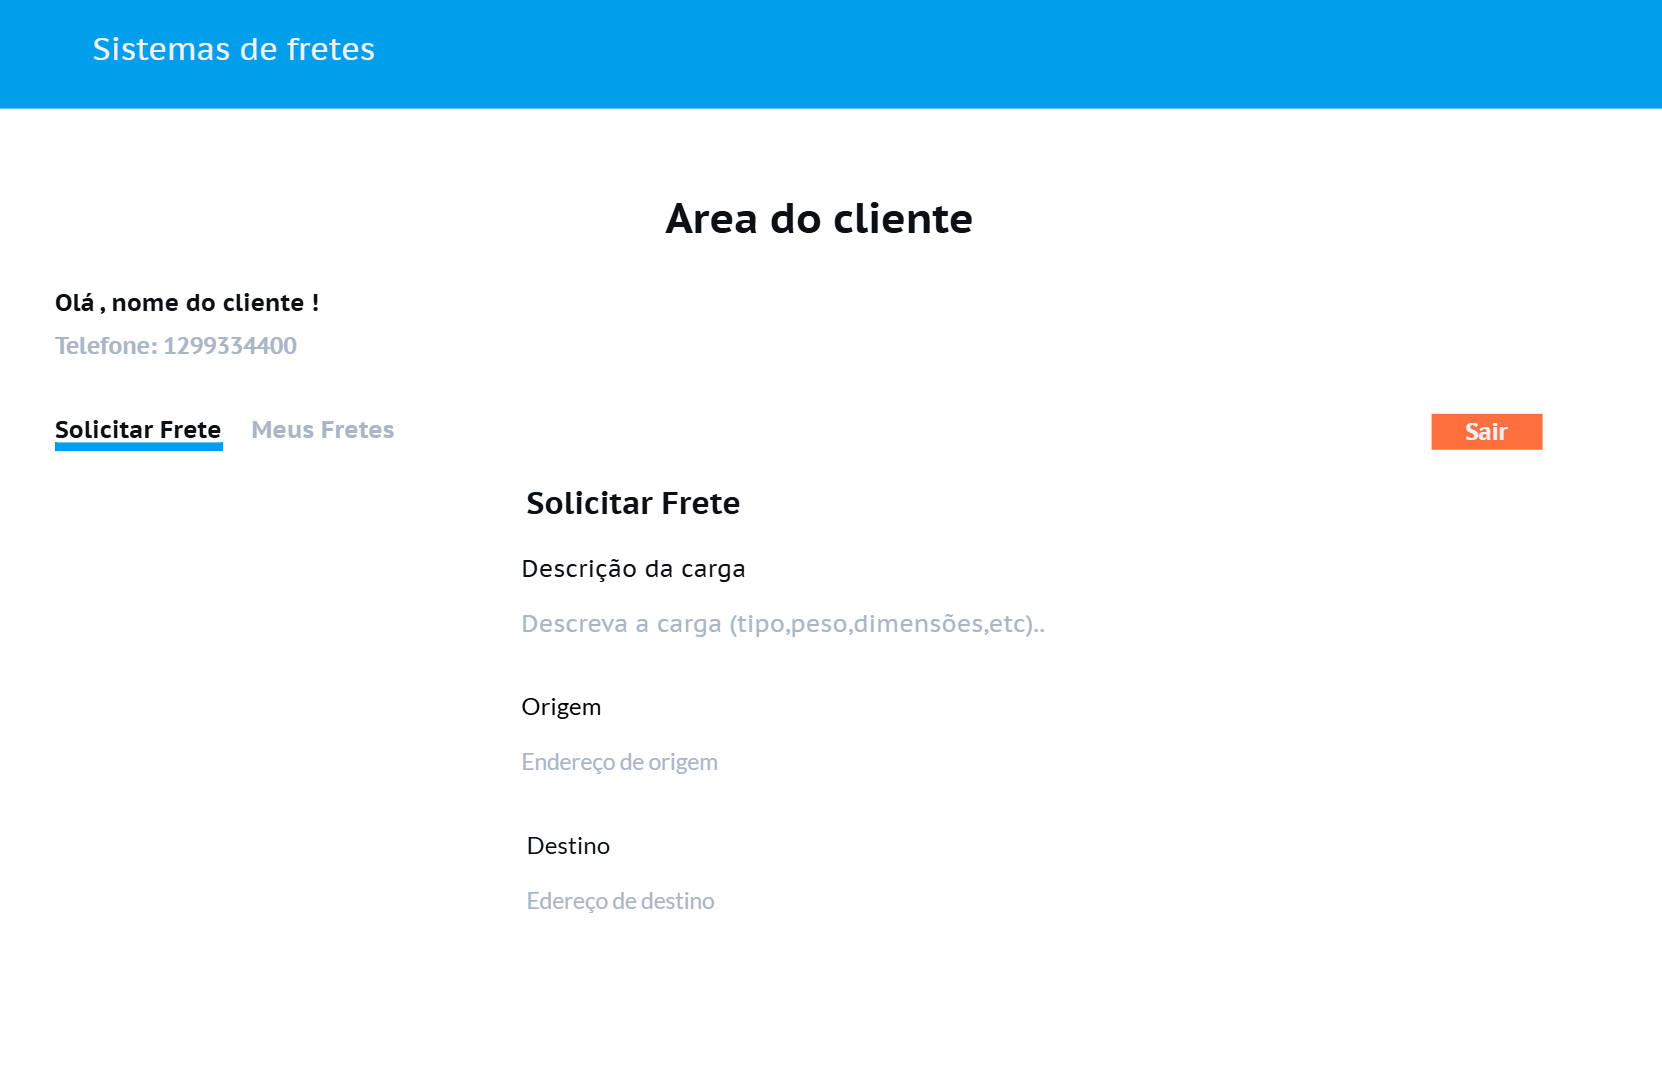 Sistemas de fretes
Area do cliente
Olá , nome do cliente !
Telefone: 1299334400
Solicitar Frete Meus Fretes Sair
Solicitar Frete
Descrição da carga
Descreva a carga (tipo,peso,dimensões,etc)..
Origem
Endereço de origem
Destino
Edereço de destino